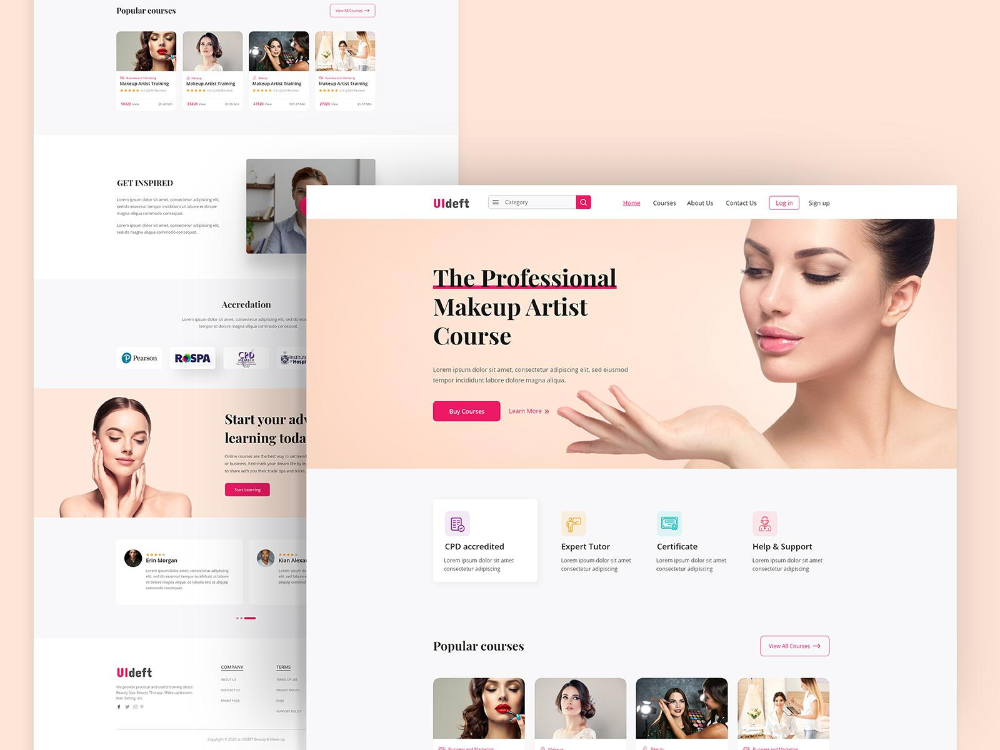 Popular courses
View All Courses
Business and Marketing
Makeup Artist Training
4.9 (2340 Review)
18320 View
2h 40 Min
Makeup
Makeup Artist Training
4.9 (2340 Review)
33420 View
3h 19 Min
Beauty
Makeup Artist Training
4.9 (2340 Review)
47320 View
13h 47 Min
Business and Marketing
Makeup Artist Training
4.9 (2340 Review)
27320 View
9h 07 Min
GET INSPIRED
Lorem ipsum dolor sit amet, consectetur adipiscing elit,
sed do eiusmod tempor incididunt ut labore et dolore
magna aliqua commodo consequat.
Lorem ipsum dolor sit amet, consectetur adipiscing elit,
sed do magna aliqua commodo consequat.
Accredation
Lorem ipsum dolor sit amet, consectetur adipiscing elit, sed do eius
tempor et dolore magna aliqua commodo consequat.
Pearson
ROSPA
CPD
MEMBER
The CPD Certification
Service
Institute
of Hospi
Start your adv
learning toda
Online courses are the best way to set trend
or business. Fast-track your dream life by lea
to share with you their trade tips and tricks.
Start Learning
Erin Morgan
Lorem ipsum dolor amet, consectetur adipiscing
elit, sed do eiusmod tempor incididunt ut labore
et dolore magna aliqua. co laboris nisi ut aliquip
commodo consequat.
Kian Alexan
Lorem ipsum do
elit, sed labore e
aliquip commod
UIdeft
We provide practical and useful training about
Beauty Spa, Beauty Therapy, Make-up lessons,
Hair Setting, etc.
COMPANY
ABOUT US
CONTACT US
FRONT PAGE
TERMS
TERMS OF USE
PRIVACY POLICY
FAQS
SUPPORT POLICY
Copyright © 2020 at UIDEFT Beauty & Make-up
UIdeft
Category
Home
Courses
About Us
Contact Us
Log in
Sign up
The Professional
Makeup Artist
Course
Lorem ipsum dolor sit amet, consectetur adipiscing elit, sed eiusmod
tempor incididunt labore dolore magna aliqua.
Buy Courses
Learn More »
CPD accredited
Lorem ipsum dolor sit amet
consectetur adipiscing
Expert Tutor
Lorem ipsum dolor sit amet
consectetur adipiscing
Certificate
Lorem ipsum dolor sit amet
consectetur adipiscing
Help & Support
Lorem ipsum dolor sit amet
consectetur adipiscing
Popular courses
View All Courses
Business and Marketing
Makeup
Beauty
Business and Marketing